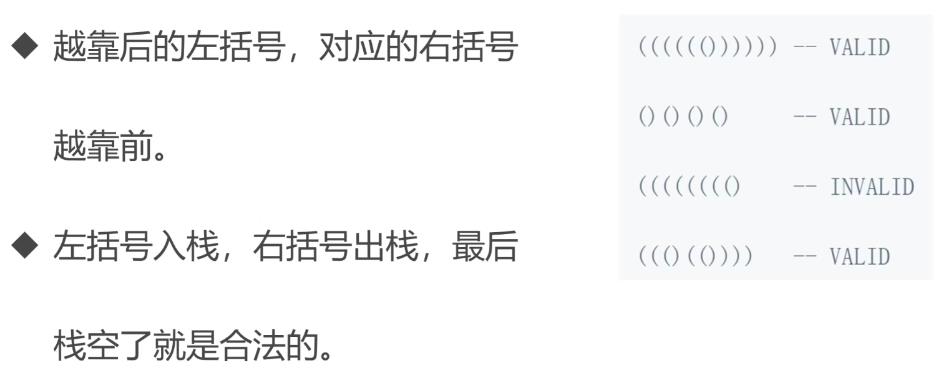 ◆ 越靠后的左括号，对应的右括号
越靠前。
◆ 左括号入栈，右括号出栈，最后
栈空了就是合法的。
(((((()))))) -- VALID
()()()() -- VALID
(((((((() -- INVALID
((()(()))) -- VALID